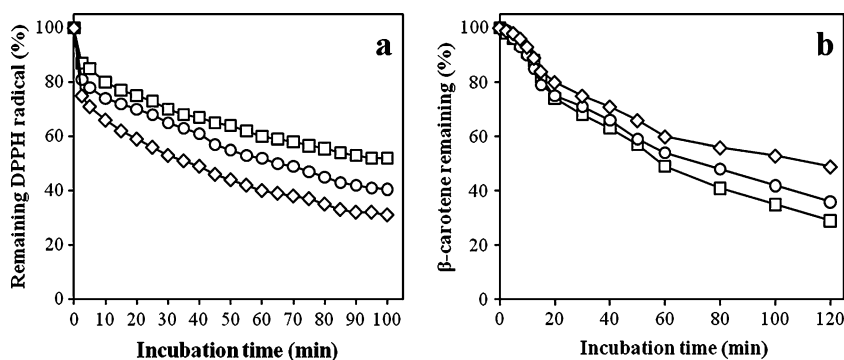 a
Remaining DPPH radical (%)
100
80
60
40
20
0
0 10 20 30 40 50 60 70 80 90 100
Incubation time (min)
b
β-carotene remaining (%)
100
80
60
40
20
0
0 20 40 60 80 100 120
Incubation time (min)